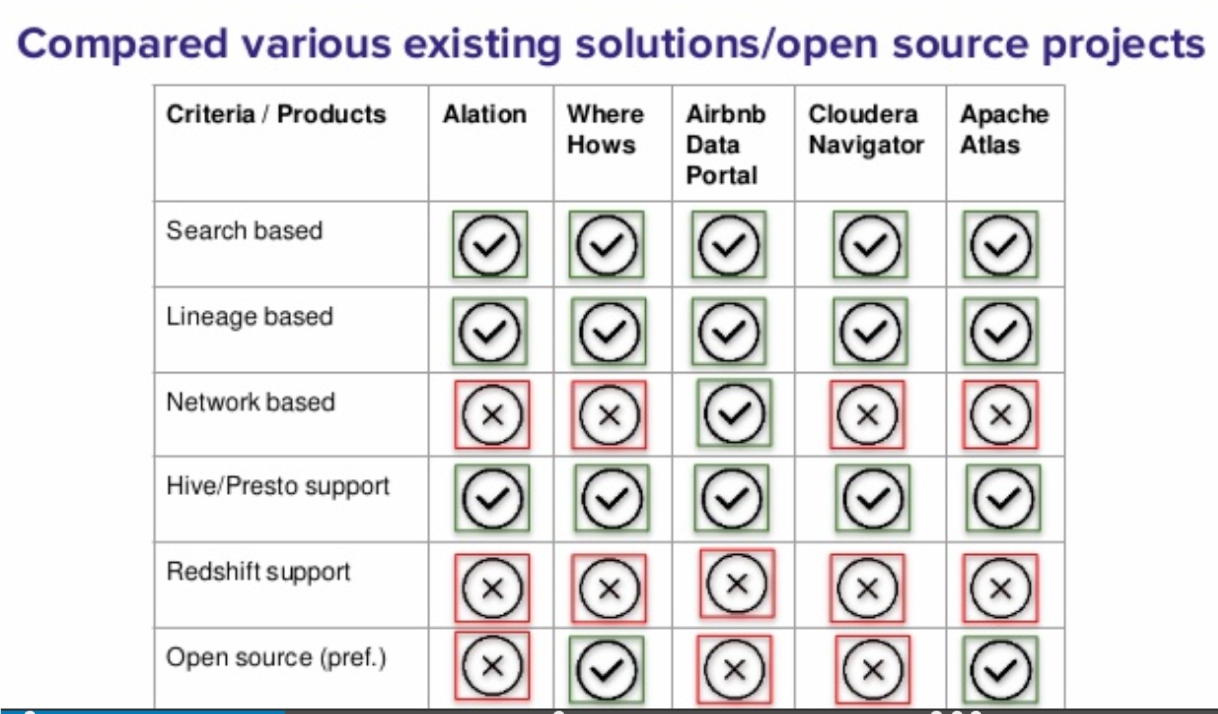 Compared various existing solutions/open source projects
Criteria / Products
Alation
Where
Hows
Airbnb
Data
Portal
Cloudera
Navigator
Apache
Atlas
Search based
Lineage based
Network based
Hive/Presto support
Redshift support
Open source (pref.)